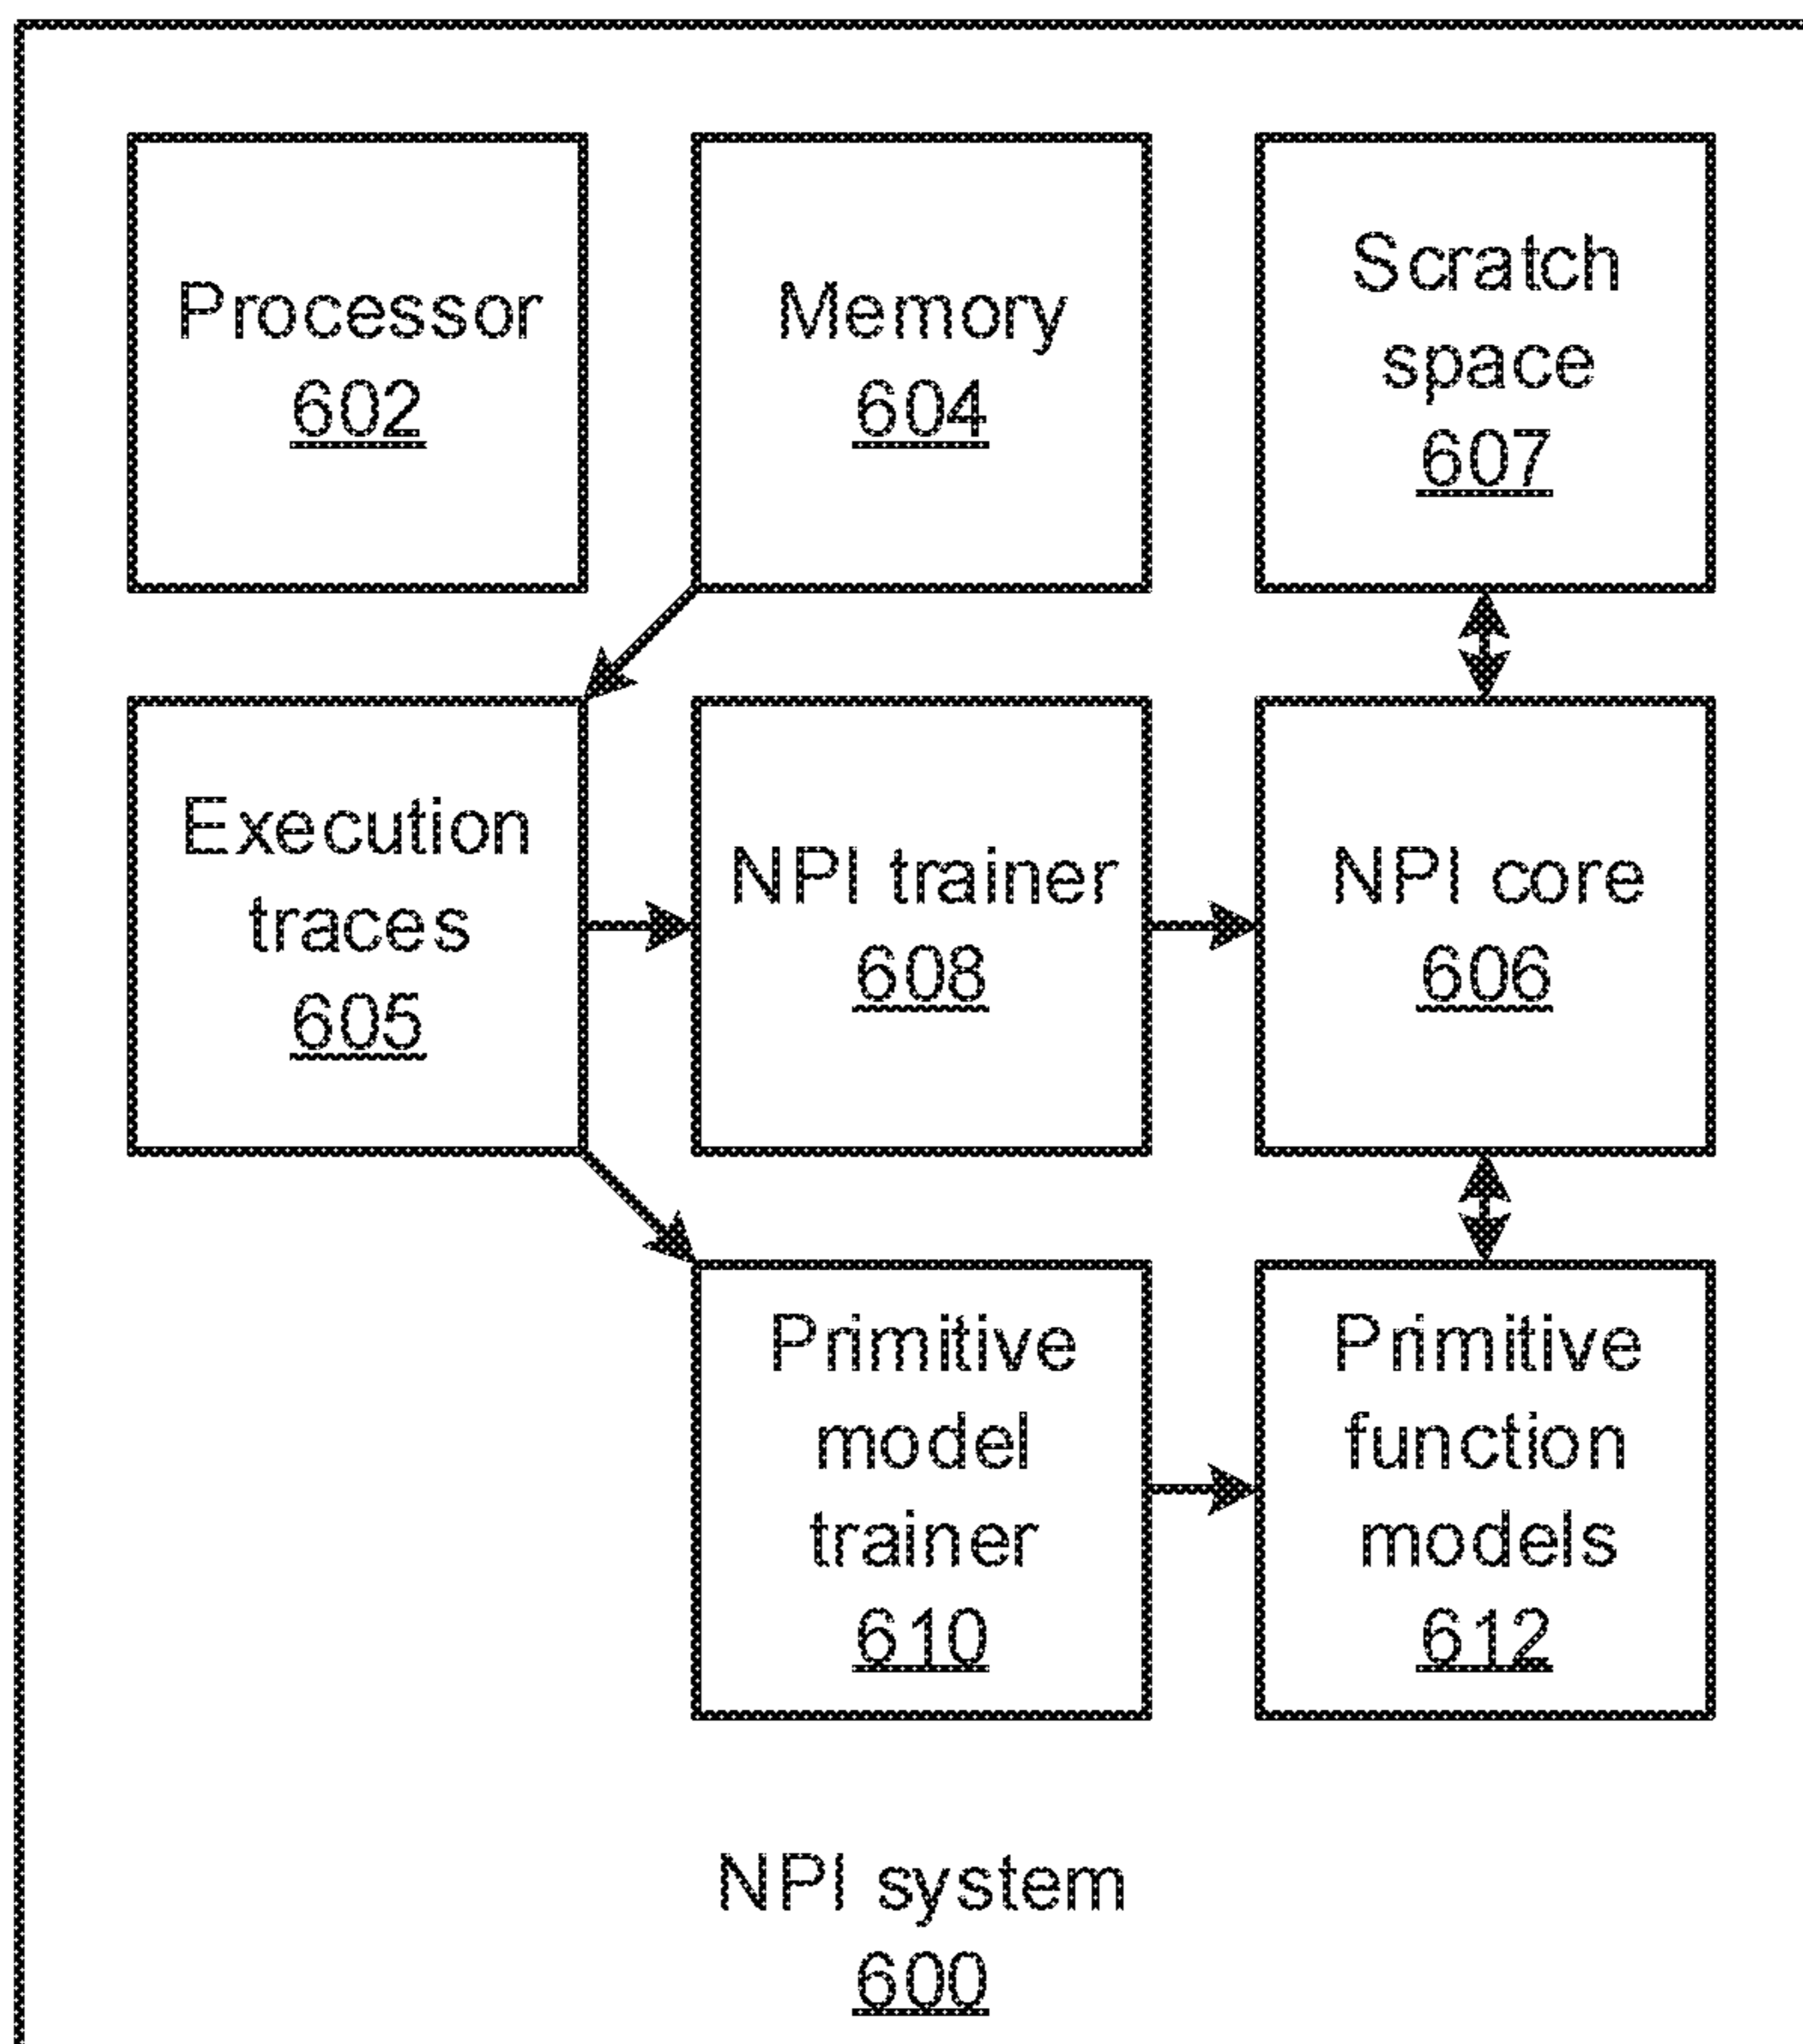 Processor
602
Memory
604
Scratch
space
607
Execution
traces
605
NPI trainer
608
NPI core
606
Primitive
model
trainer
610
Primitive
function
models
612
NPI system
600